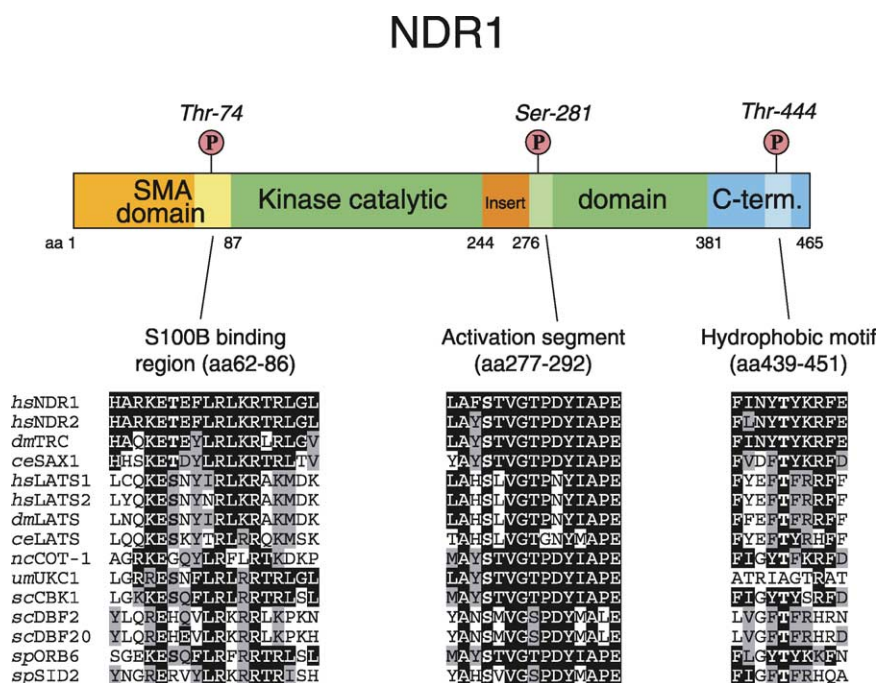 NDR1
Thr-74 Ser-281 Thr-444
P P P
SMA domain Kinase catalytic Insert domain C-term.
aa 1 87 244 276 381 465
S100B binding region (aa62-86) Activation segment (aa277-292) Hydrophobic motif (aa439-451)
hsNDR1 HARKETEFLRLKRTRLGL LAFSTVGTPDYIAPE FINYTYKRFE
hsNDR2 HARKETEFLRLKRTRLGL LAYSTVGTPDYIAPE FLNYTYKRFE
dmTRC HAQKETEYLRLKRLRLGV LAYSTVGTPDYIAPE FINYTYKRFE
ceSAX1 HHSKETDYLRLKRTRLTV YAYSTVGTPDYIAPE FVDFTYKRFD
hsLATS1 LCQKESNYIRLKRAKMDK LAHSLVGTPNYIAPE FYEFTFRRFF
hsLATS2 LYQKESNYNRLKRAKMDK LAHSLVGTPNYIAPE FYEFTFRRFF
dmLATS LNQKESNYIRLKRAKMDK LAHSLVGTPNYIAPE FFEFTFRRFF
ceLATS LQQKESKYTRLRRQKMSK TAHSLVGTGNYMAPE FYEFTYRHFF
ncCOT-1 AGRKEGQYLRFLRTKDKP MAYSTVGTPDYIAPE FIGYTFKRFD
umUKC1 LGRRESNFLRLRRTRLGL LAYSTVGTPDYIAPE ATRIAGTRAT
scCBK1 LGKKESQFLRLRRTRLSL MAYSTVGTPDYIAPE FIGYTYSRFD
scDBF2 YLQREHQVLRKRRLKPKN YANSMVGSPDYMALE LVGFTFRHRN
scDBF20 YLQREHEVLRKRRLKPKH YANSMVGSPDYMALE LVGFTFRHRD
spORB6 SGEKESQFLRFRRTRLSL MAYSTVGTPDYIAPE FLGYTYKKFN
spSID2 YNGRERVYLRKRRTRISH LAFSTVGTPDYIAPE FIGFTFRHQA